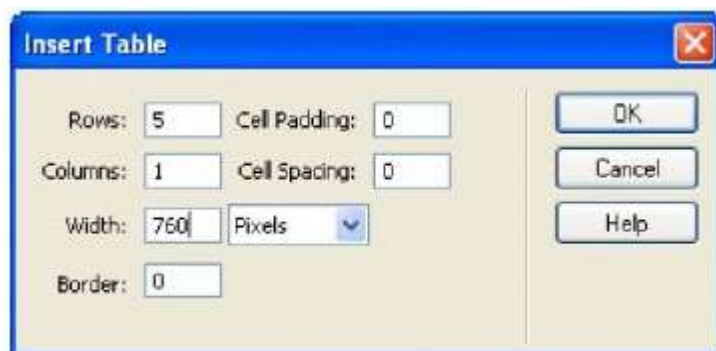 Insert Table
Rows: 5 Cell Padding: 0 OK
Columns: 1 Cell Spacing: 0 Cancel
Width: 760 Pixels Help
Border: 0